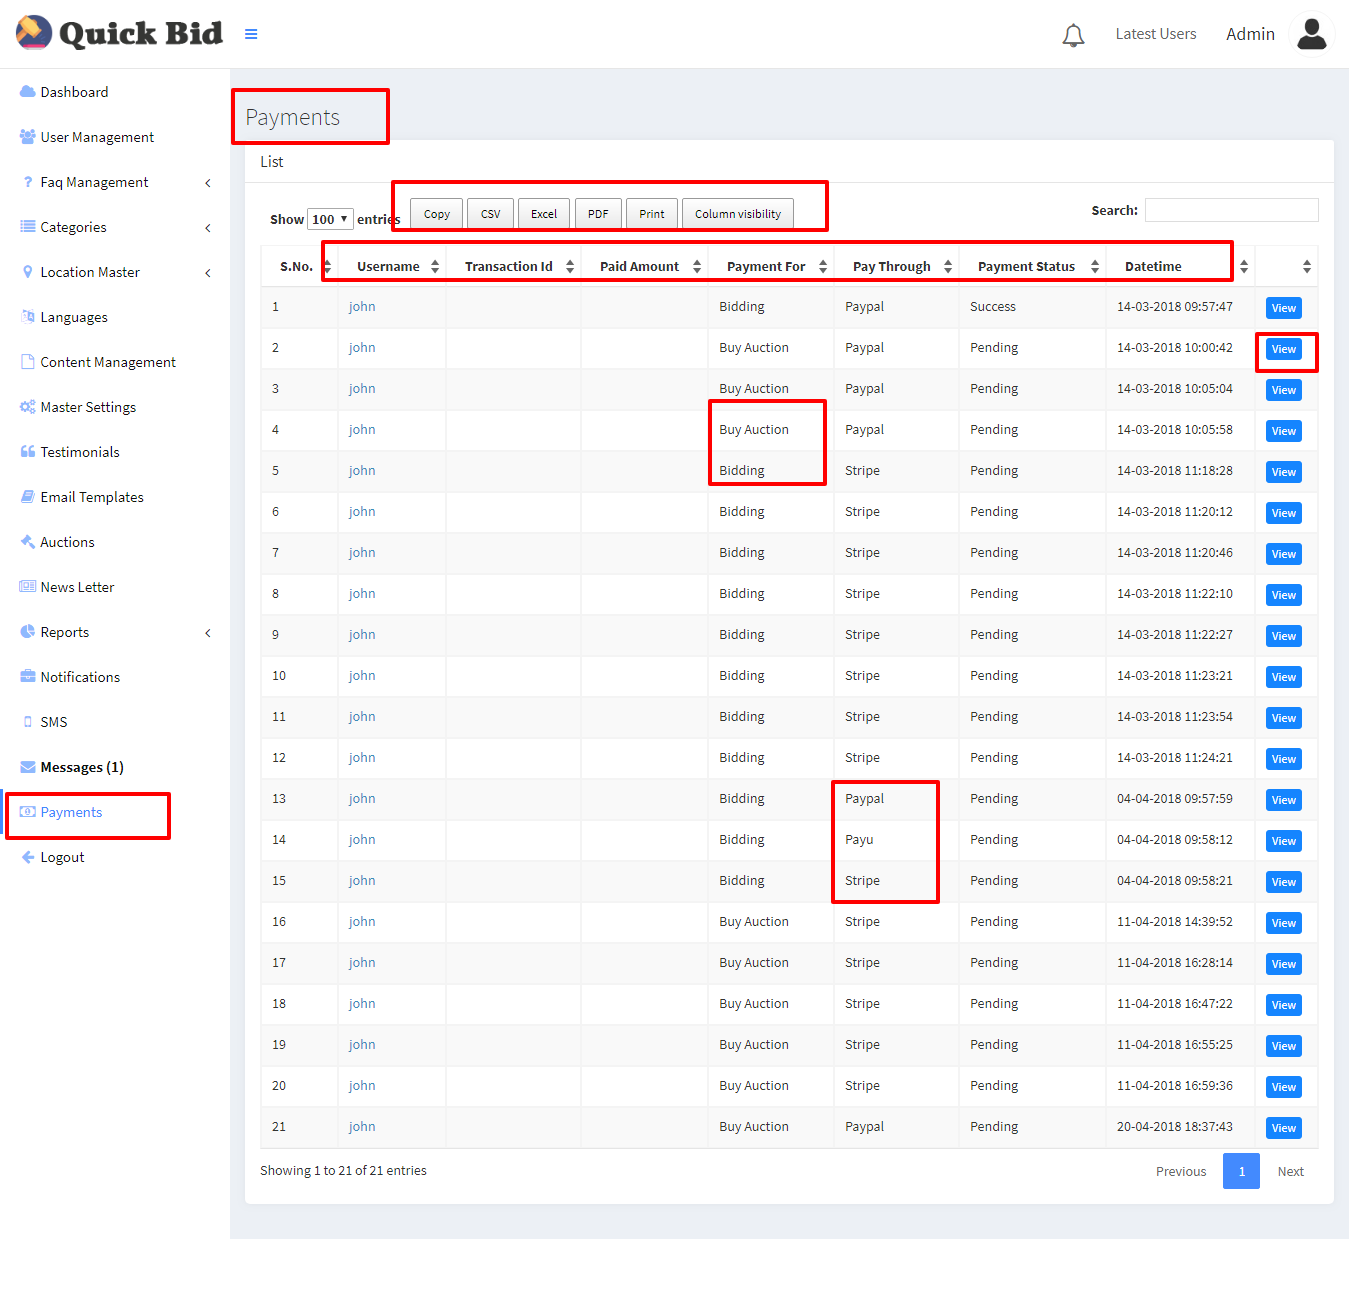 Quick Bid
Latest Users
Admin
Dashboard
User Management
Faq Management
Categories
Location Master
Languages
Content Management
Master Settings
Testimonials
Email Templates
Auctions
News Letter
Reports
Notifications
SMS
Messages (1)
Payments
Logout
Payments
List
Show 100 entries Copy CSV Excel PDF Print Column visibility Search:
S.No. Username Transaction Id Paid Amount Payment For Pay Through Payment Status Datetime
1 john Bidding Paypal Success 14-03-2018 09:57:47 View
2 john Buy Auction Paypal Pending 14-03-2018 10:00:42 View
3 john Buy Auction Paypal Pending 14-03-2018 10:05:04 View
4 john Buy Auction Paypal Pending 14-03-2018 10:05:58 View
5 john Bidding Stripe Pending 14-03-2018 11:18:28 View
6 john Bidding Stripe Pending 14-03-2018 11:20:12 View
7 john Bidding Stripe Pending 14-03-2018 11:20:46 View
8 john Bidding Stripe Pending 14-03-2018 11:22:10 View
9 john Bidding Stripe Pending 14-03-2018 11:22:27 View
10 john Bidding Stripe Pending 14-03-2018 11:23:21 View
11 john Bidding Stripe Pending 14-03-2018 11:23:54 View
12 john Bidding Stripe Pending 14-03-2018 11:24:21 View
13 john Bidding Paypal Pending 04-04-2018 09:57:59 View
14 john Bidding Payu Pending 04-04-2018 09:58:12 View
15 john Bidding Stripe Pending 04-04-2018 09:58:21 View
16 john Buy Auction Stripe Pending 11-04-2018 14:39:52 View
17 john Buy Auction Stripe Pending 11-04-2018 16:28:14 View
18 john Buy Auction Stripe Pending 11-04-2018 16:47:22 View
19 john Buy Auction Stripe Pending 11-04-2018 16:55:25 View
20 john Buy Auction Stripe Pending 11-04-2018 16:59:36 View
21 john Buy Auction Paypal Pending 20-04-2018 18:37:43 View
Showing 1 to 21 of 21 entries
Previous 1 Next